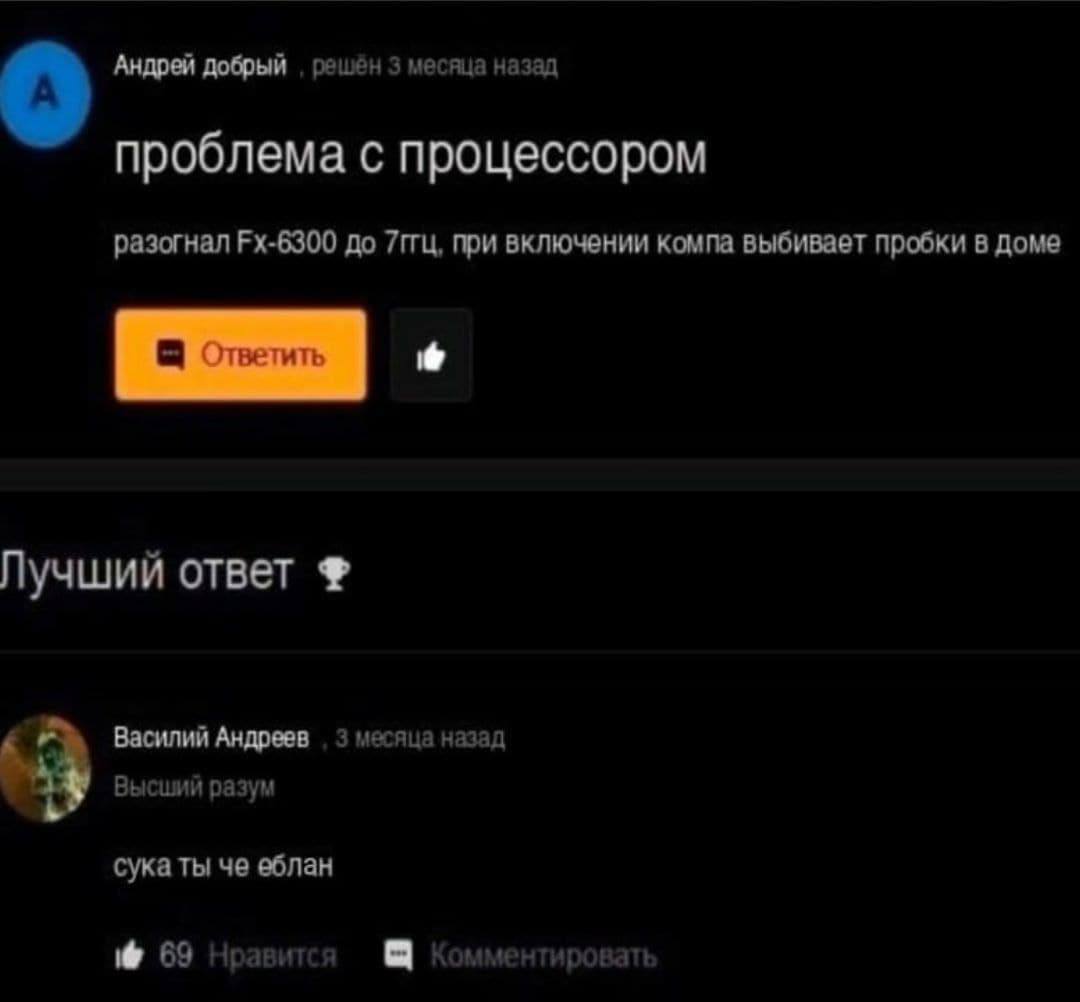 А
Андрей добрый , решён 3 месяца назад
проблема с процессором
разогнал Fx-6300 до 7ггц, при включении компа выбивает пробки в доме
Ответить
Лучший ответ
Василий Андреев , 3 месяца назад
Высший разум
сука ты че еблан
69 Нравится Комментировать